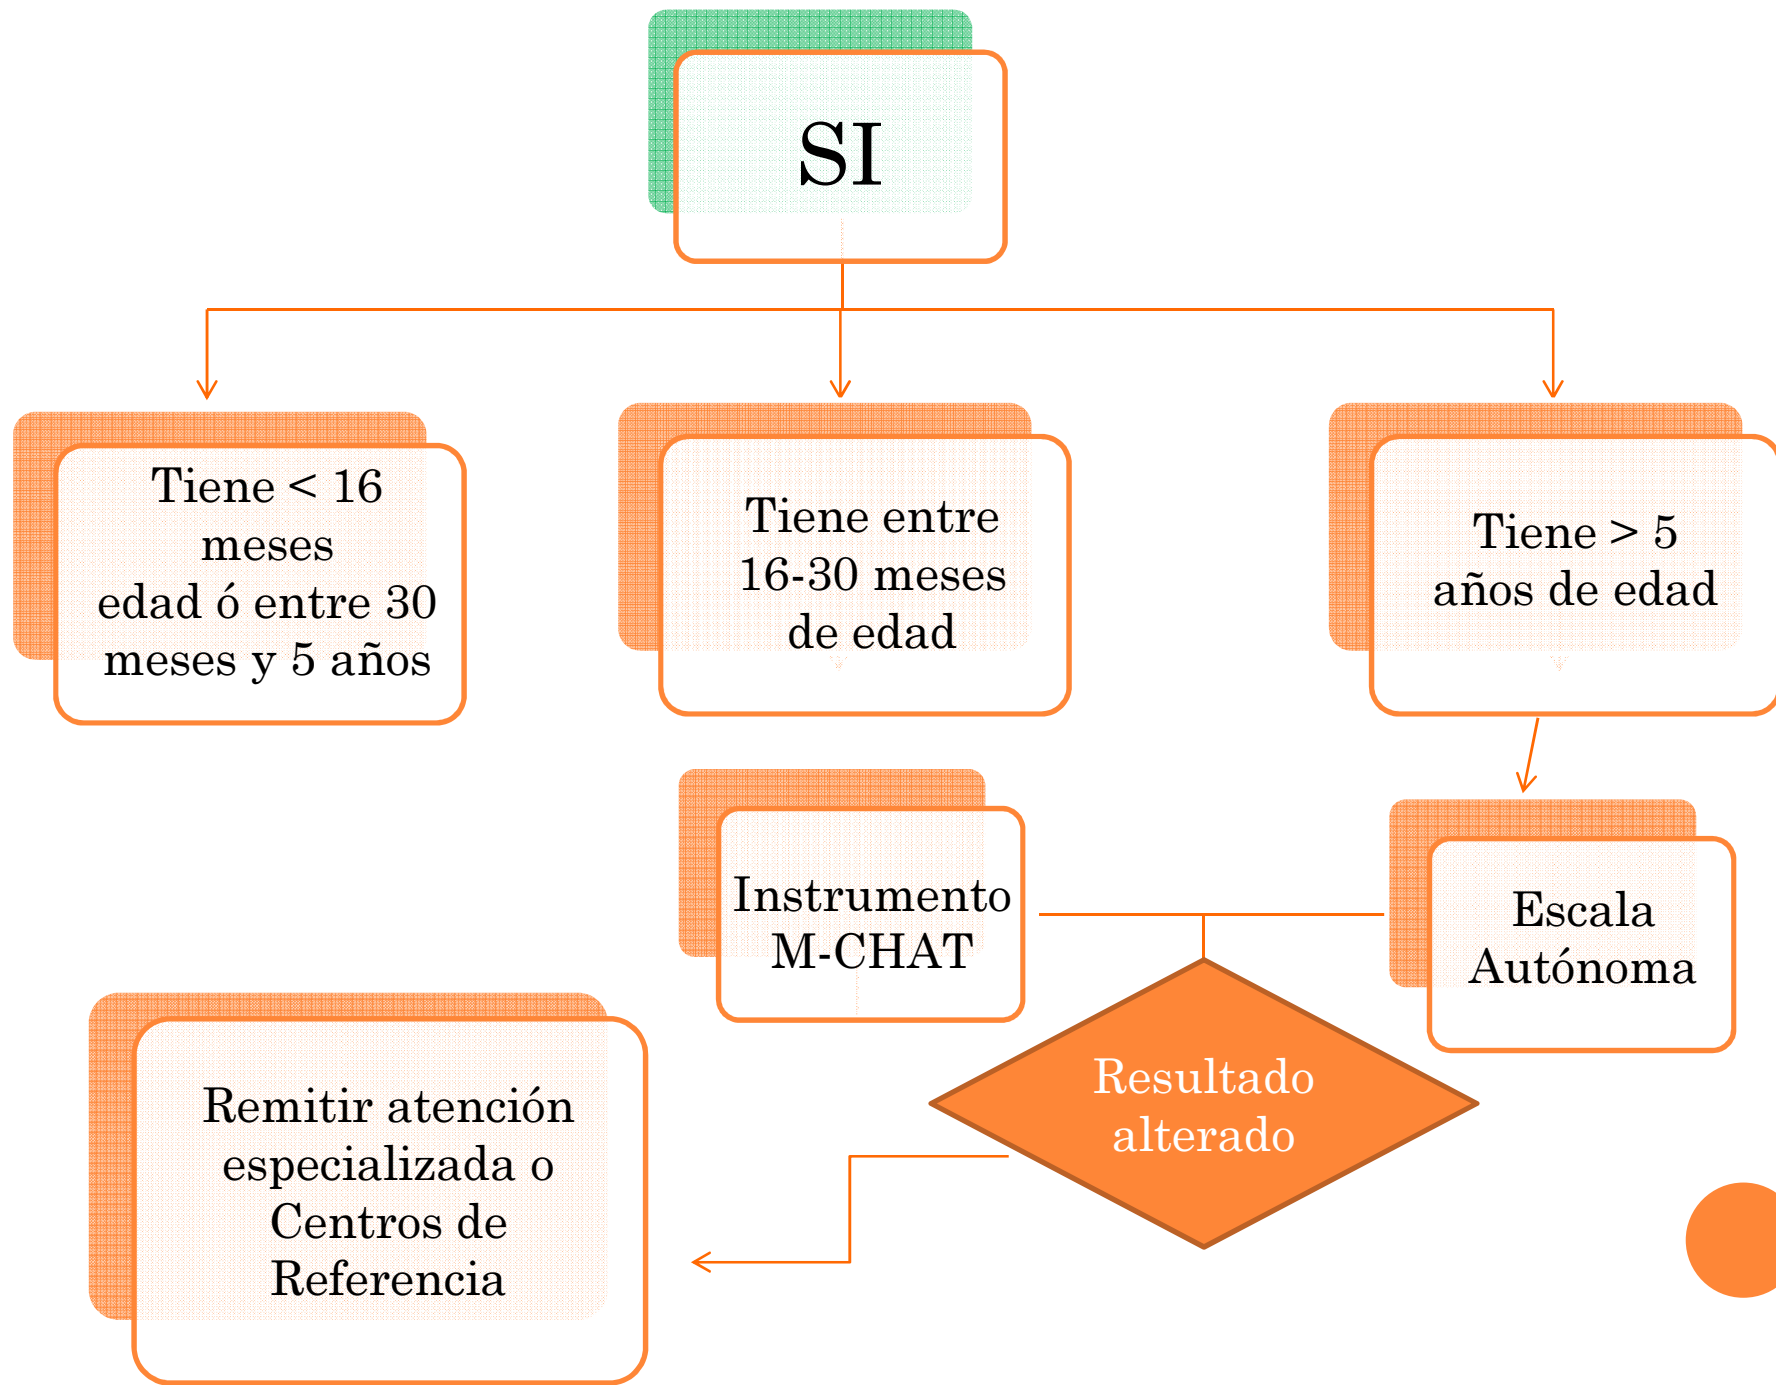 SI
Tiene < 16
meses
edad ó entre 30
meses y 5 años
Tiene entre
16-30 meses
de edad
Tiene > 5
años de edad
Instrumento
M-CHAT
Escala
Autónoma
Resultado
alterado
Remitir atención
especializada o
Centros de
Referencia